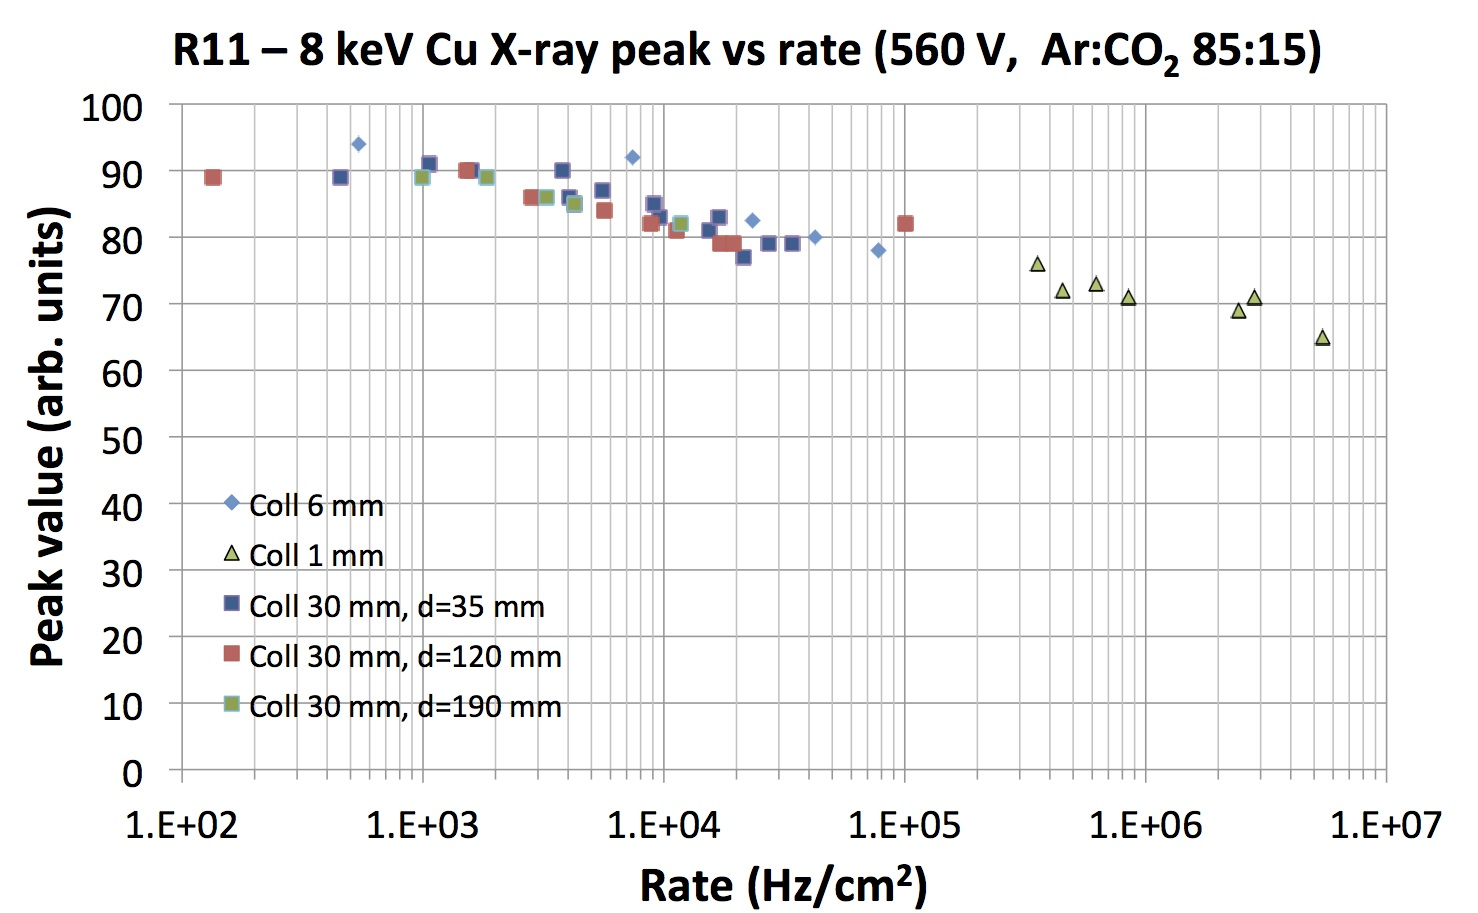 R11 – 8 keV Cu X-ray peak vs rate (560 V, Ar:CO₂ 85:15)
100
90
80
70
60
50
40
30
20
10
0
Peak value (arb. units)
Coll 6 mm
Coll 1 mm
Coll 30 mm, d=35 mm
Coll 30 mm, d=120 mm
Coll 30 mm, d=190 mm
1.E+02 1.E+03 1.E+04 1.E+05 1.E+06 1.E+07
Rate (Hz/cm²)